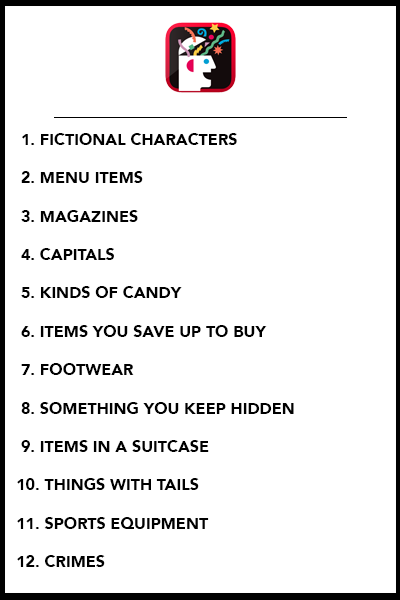 1. FICTIONAL CHARACTERS
2. MENU ITEMS
3. MAGAZINES
4. CAPITALS
5. KINDS OF CANDY
6. ITEMS YOU SAVE UP TO BUY
7. FOOTWEAR
8. SOMETHING YOU KEEP HIDDEN
9. ITEMS IN A SUITCASE
10. THINGS WITH TAILS
11. SPORTS EQUIPMENT
12. CRIMES